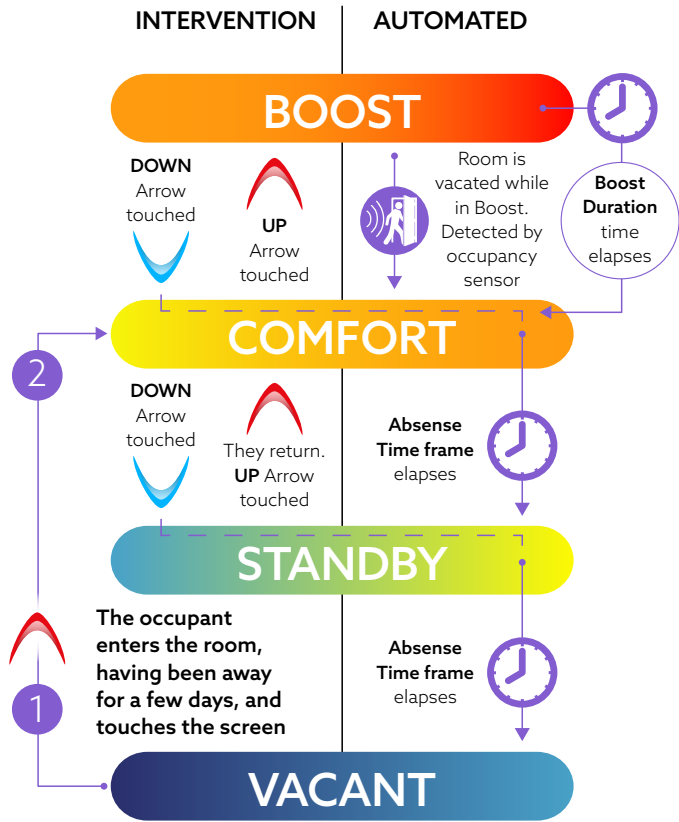 INTERVENTION
AUTOMATED
BOOST
DOWN
Arrow
touched
UP
Arrow
touched
Room is
vacated while
in Boost.
Detected by
occupancy
sensor
Boost
Duration
time
elapses
COMFORT
2
DOWN
Arrow
touched
They return.
UP Arrow
touched
Absense
Time frame
elapses
STANDBY
The occupant
enters the room,
having been away
for a few days, and
touches the screen
1
Absense
Time frame
elapses
VACANT